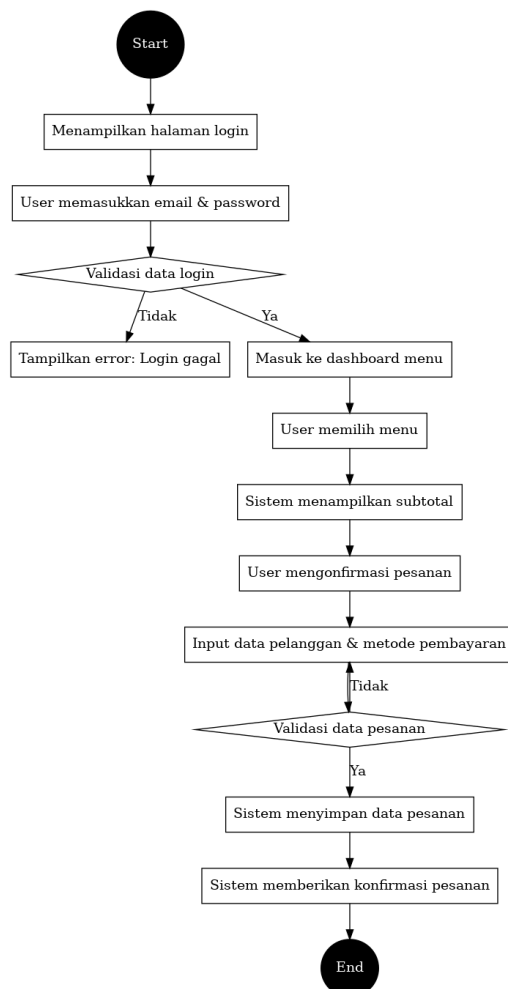 Start
Menampilkan halaman login
User memasukkan email & password
Validasi data login
Tidak
Ya
Tampilkan error: Login gagal
Masuk ke dashboard menu
User memilih menu
Sistem menampilkan subtotal
User mengonfirmasi pesanan
Input data pelanggan & metode pembayaran
Tidak
Validasi data pesanan
Ya
Sistem menyimpan data pesanan
Sistem memberikan konfirmasi pesanan
End